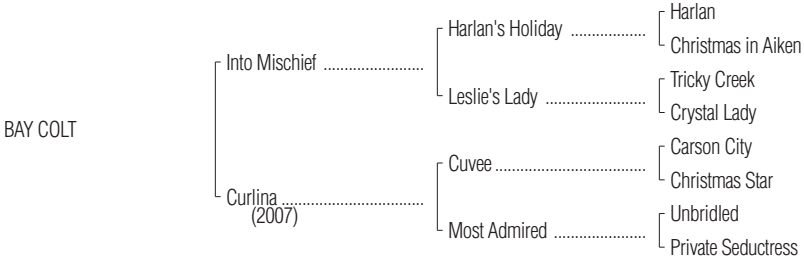 Harlan
Harlan's Holiday ....................
Christmas in Aiken
Into Mischief ..........................
Tricky Creek
Leslie's Lady ...........................
Crystal Lady
BAY COLT
Carson City
Cuvee .........................................
Christmas Star
Curlina .....................................
(2007)
Unbridled
Most Admired ........................
Private Seductress